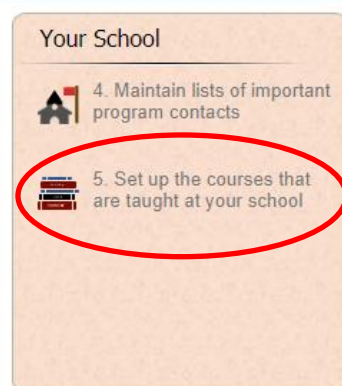 Your School
4. Maintain lists of important
program contacts
5. Set up the courses that
are taught at your school